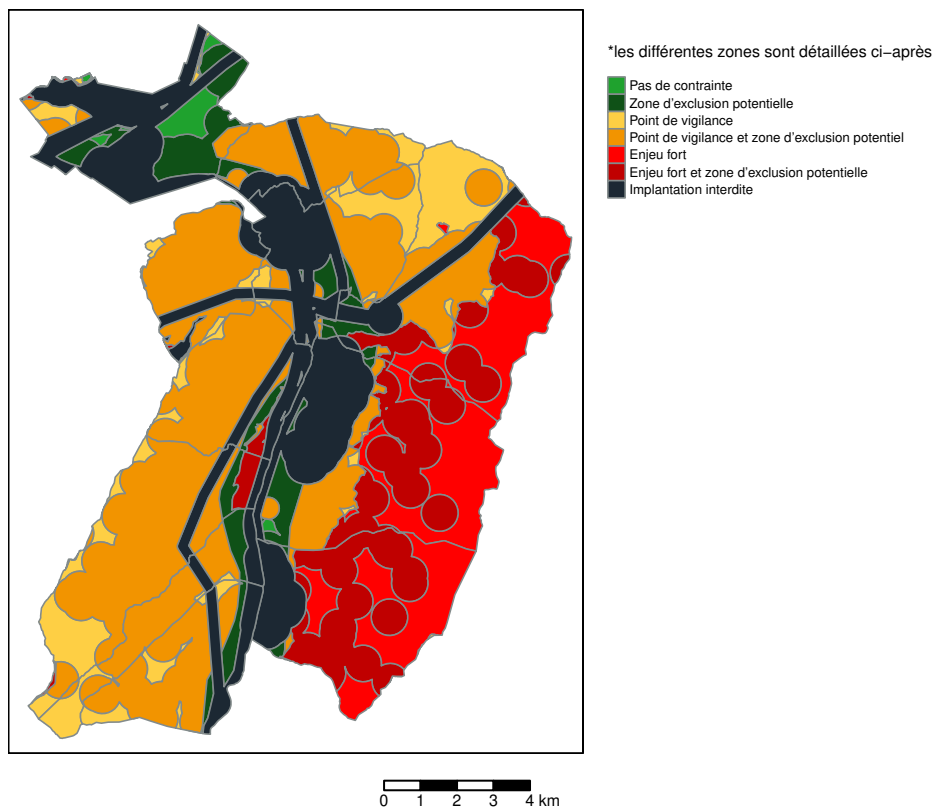 *les différentes zones sont détaillées ci–après
Pas de contrainte
Zone d'exclusion potentielle
Point de vigilance
Point de vigilance et zone d'exclusion potentiel
Enjeu fort
Enjeu fort et zone d'exclusion potentielle
Implantation interdite
0 1 2 3 4 km